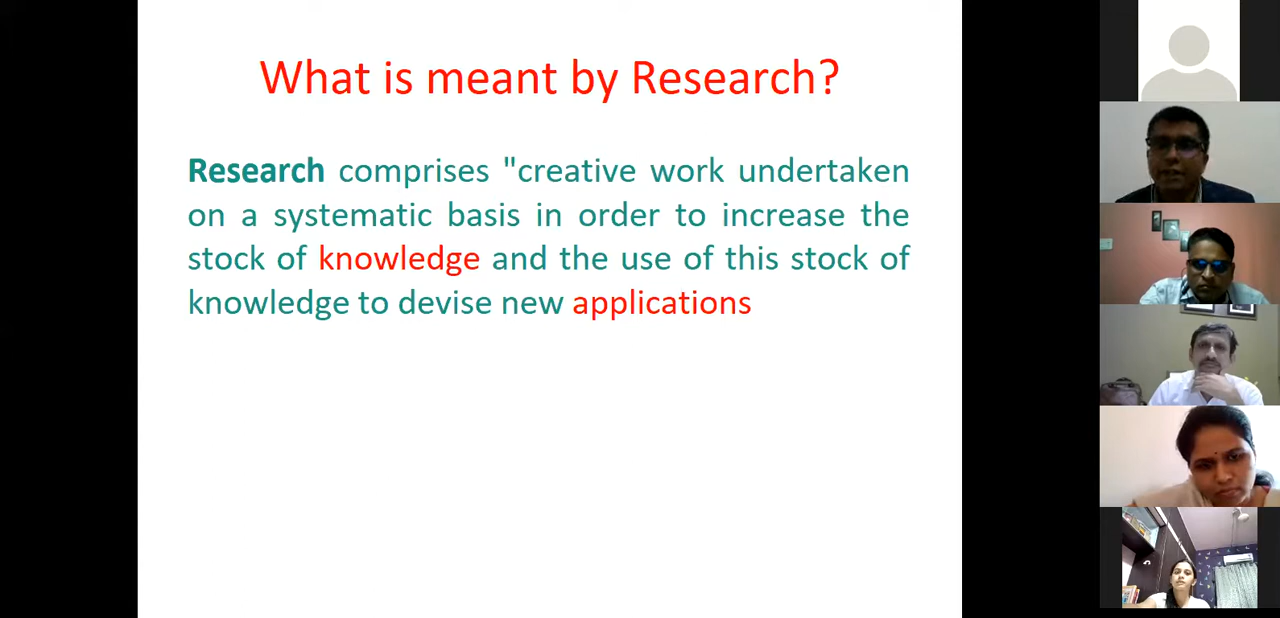 What is meant by Research?
Research comprises "creative work undertaken
on a systematic basis in order to increase the
stock of knowledge and the use of this stock of
knowledge to devise new applications